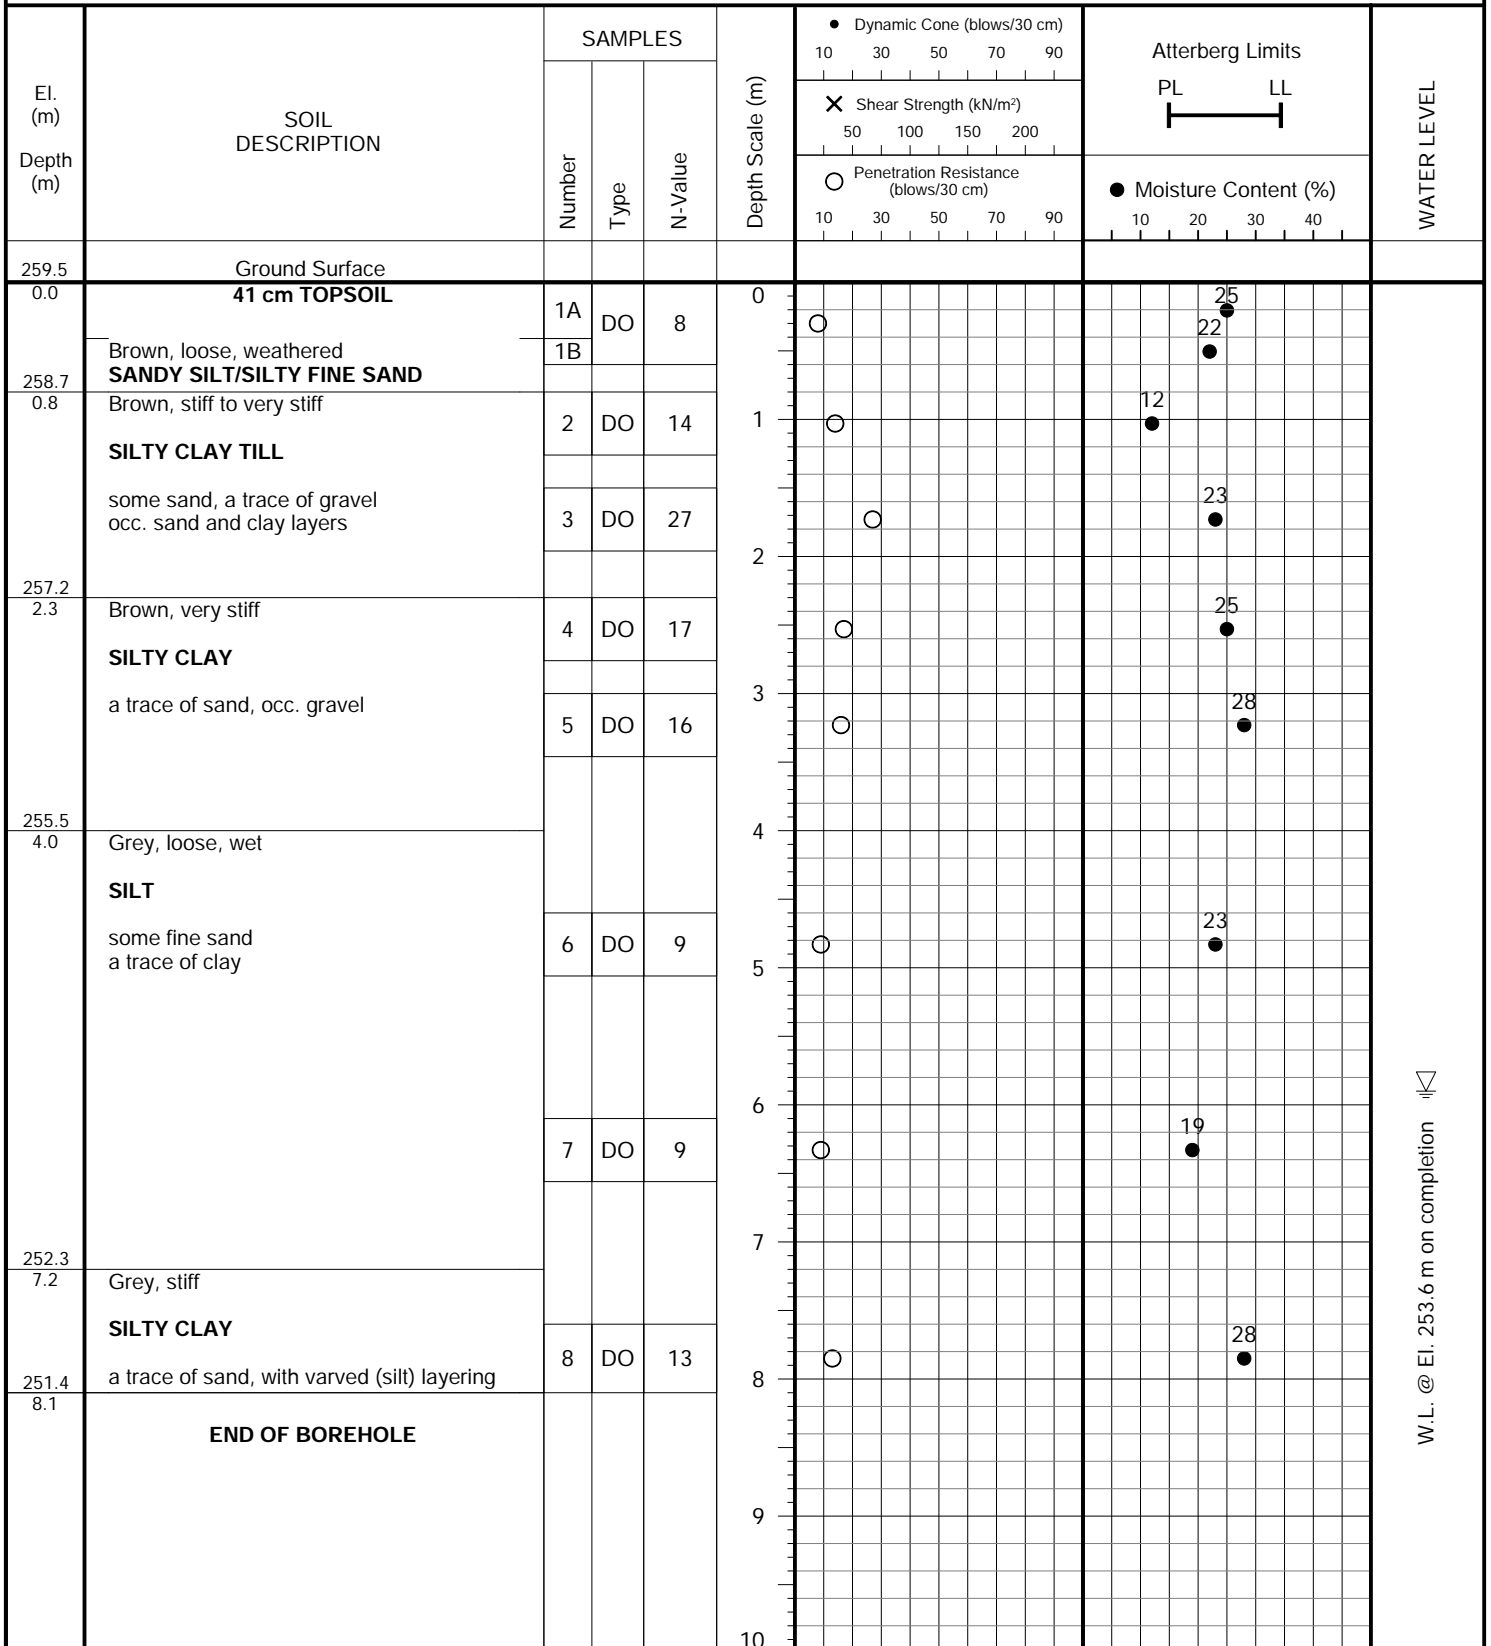 El.
(m)
Depth
(m)
SOIL
DESCRIPTION
SAMPLES
Number
Type
N-Value
Depth Scale (m)
Dynamic Cone (blows/30 cm)
10 30 50 70 90
Shear Strength (kN/m²)
50 100 150 200
Penetration Resistance
(blows/30 cm)
10 30 50 70 90
Atterberg Limits
PL LL
Moisture Content (%)
10 20 30 40
WATER LEVEL
259.5 Ground Surface
0.0 41 cm TOPSOIL 0 25
1A DO 8
22
Brown, loose, weathered 1B
258.7 SANDY SILT/SILTY FINE SAND
0.8 Brown, stiff to very stiff 12
2 DO 14 1
SILTY CLAY TILL
some sand, a trace of gravel 23
occ. sand and clay layers 3 DO 27
2
257.2
2.3 Brown, very stiff 25
4 DO 17
SILTY CLAY
3 28
a trace of sand, occ. gravel
5 DO 16
255.5
4.0 Grey, loose, wet 4
SILT
23
some fine sand 6 DO 9
a trace of clay
5
6
19
7 DO 9
7
252.3
7.2 Grey, stiff
SILTY CLAY 28
8 DO 13
251.4 a trace of sand, with varved (silt) layering 8
8.1
END OF BOREHOLE
9
10
W.L. @ El. 253.6 m on completion